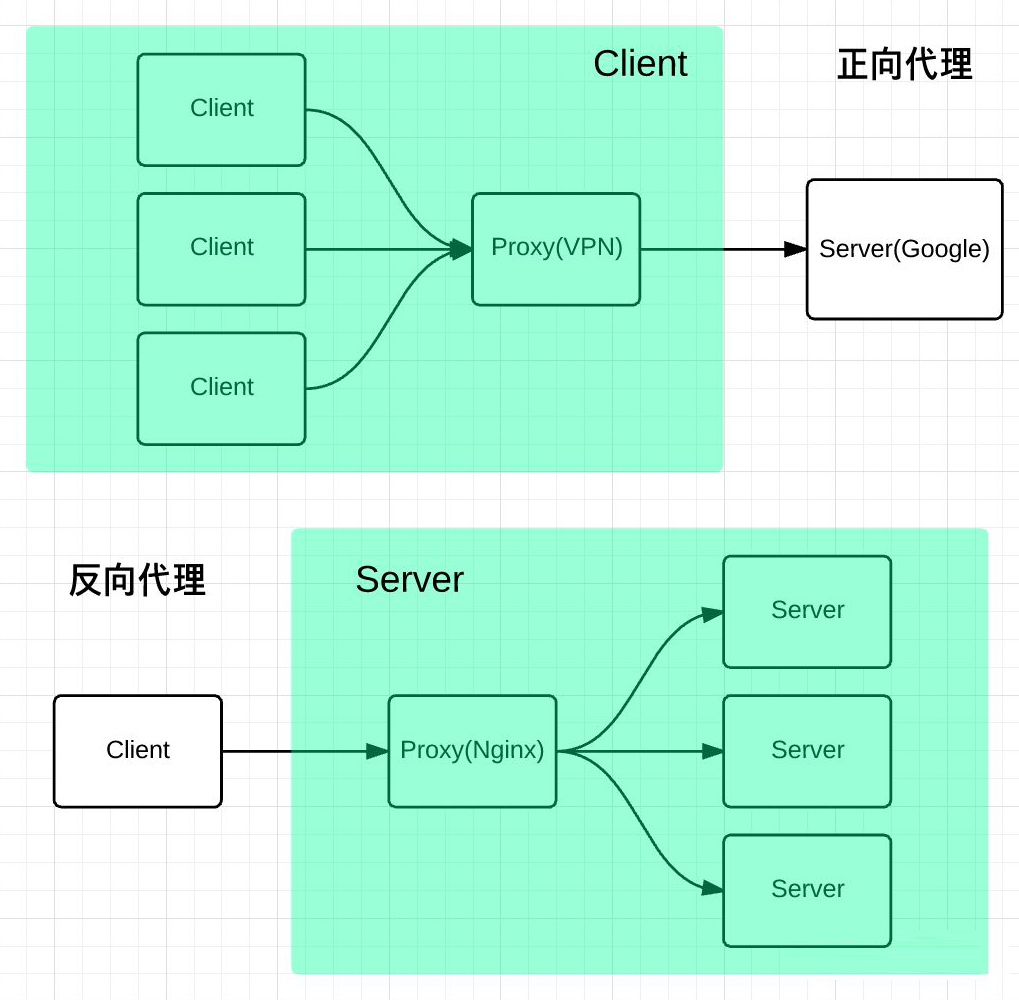 Client
正向代理
Client
Client
Proxy(VPN)
Server(Google)
Client
反向代理
Server
Server
Client
Proxy(Nginx)
Server
Server